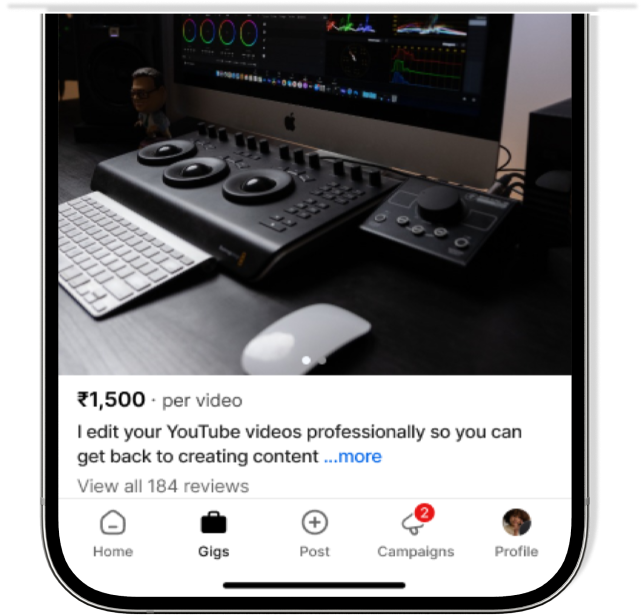 ₹1,500 · per video
I edit your YouTube videos professionally so you can
get back to creating content ...more
View all 184 reviews
2
Home
Gigs
Post
Campaigns
Profile